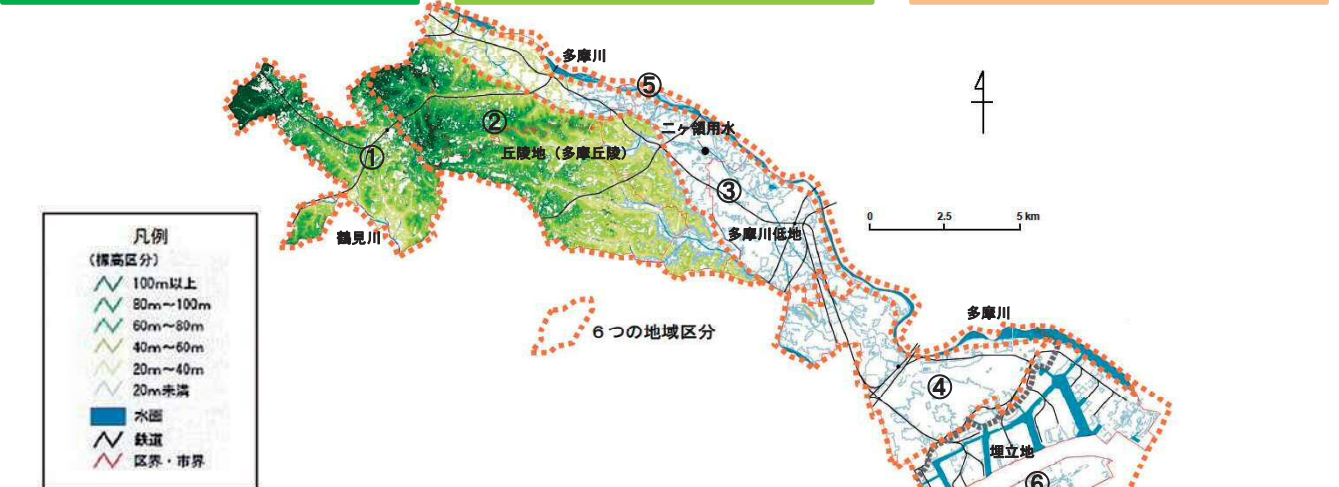 多摩川
⑤
②
二ヶ領用水
①
丘陵地（多摩丘陵）
③
0 2.5 5 km
鶴見川
多摩川低地
凡例
（標高区分）
100m以上
80m～100m
60m～80m
40m～60m
20m～40m
20m未満
水面
鉄道
区界・市界
6つの地域区分
多摩川
④
埋立地
⑥